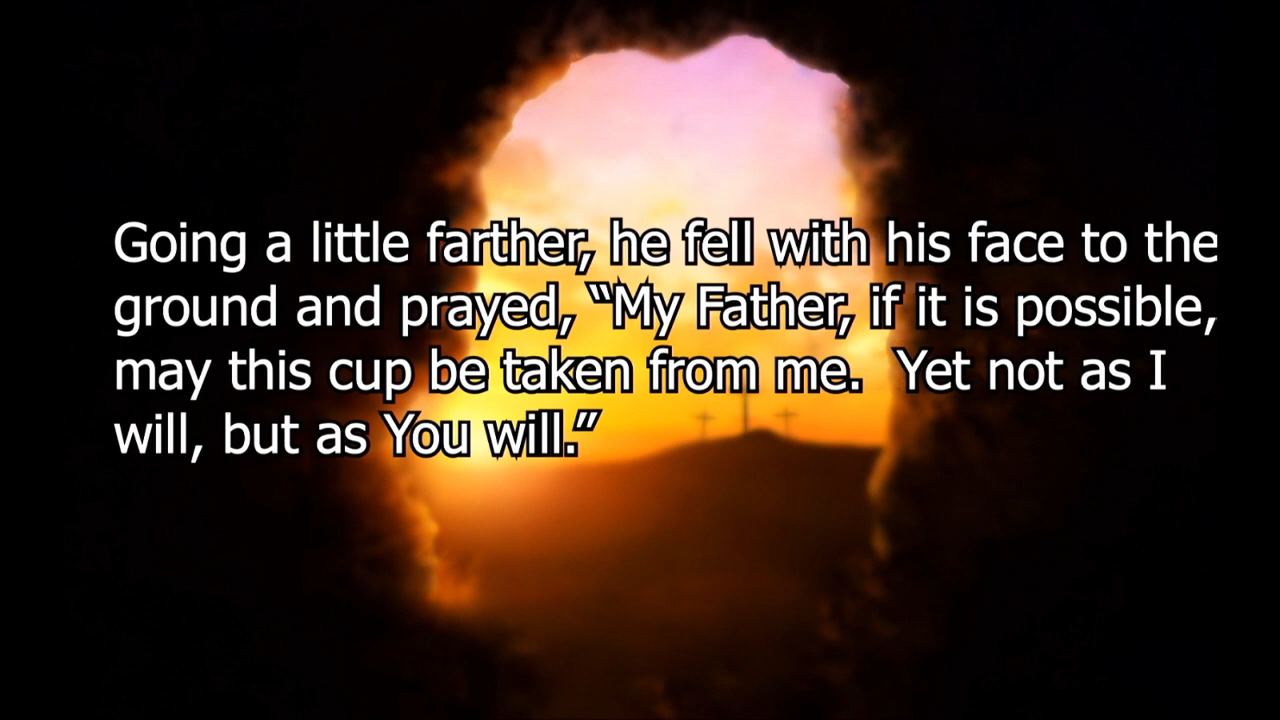 Going a little farther, he fell with his face to the
ground and prayed, “My Father, if it is possible,
may this cup be taken from me.  Yet not as I
will, but as You will.”